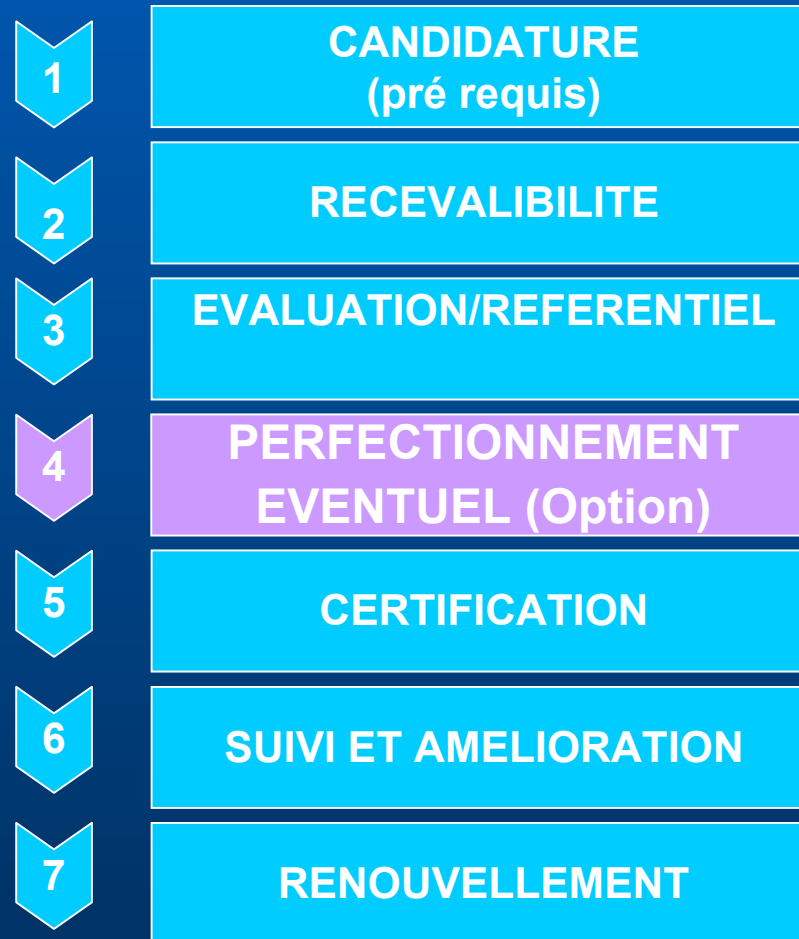 1
CANDIDATURE
(pré requis)
2
RECEVALIBILITE
3
EVALUATION/REFERENTIEL
4
PERFECTIONNEMENT
EVENTUEL (Option)
5
CERTIFICATION
6
SUIVI ET AMELIORATION
7
RENOUVELLEMENT